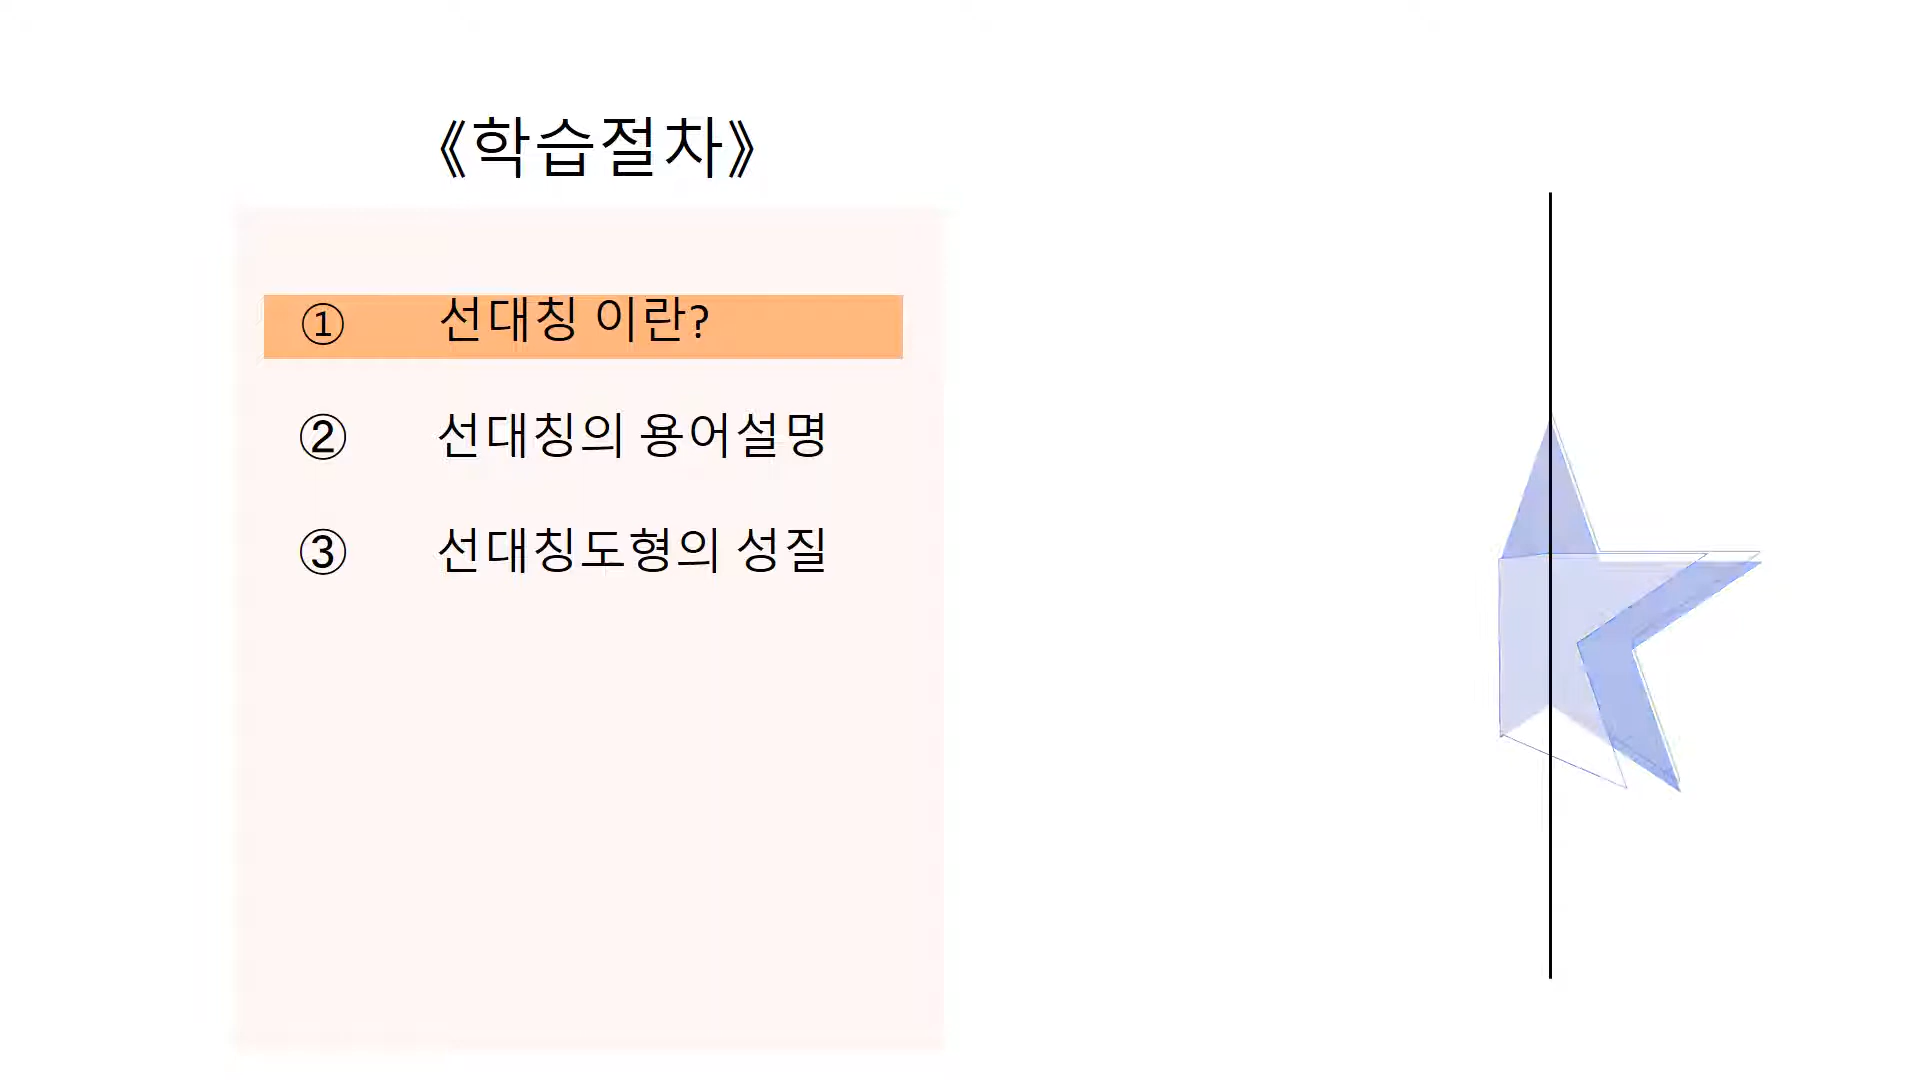 《학습절차》
① 선대칭 이란?
② 선대칭의 용어설명
③ 선대칭도형의 성질